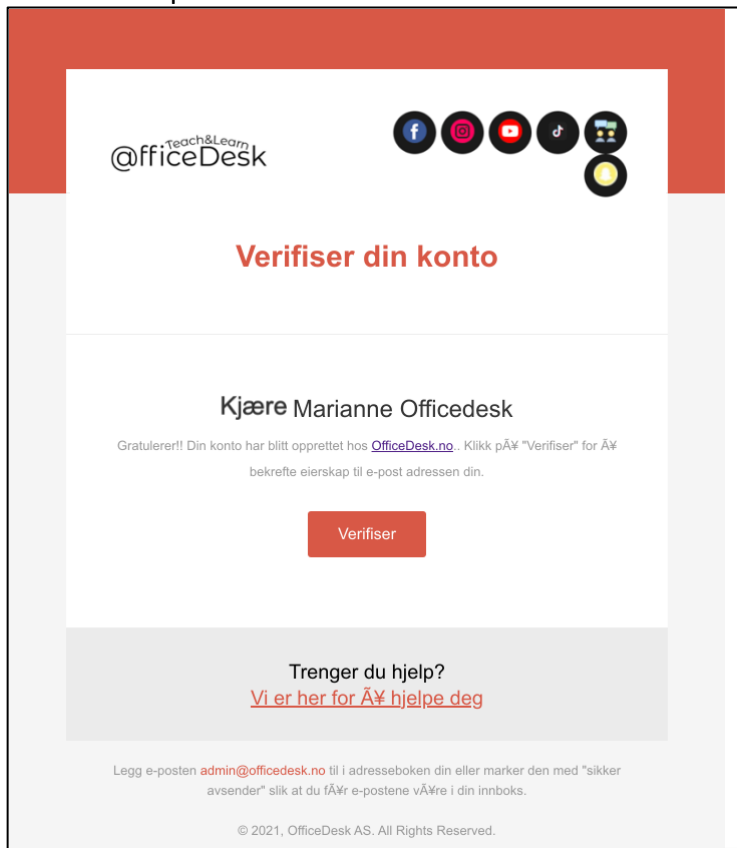 Teach&Learn
@fficeDesk
Verifiser din konto
Kjære Marianne Officedesk
Gratulerer!! Din konto har blitt opprettet hos OfficeDesk.no.. Klikk pÃ¥ "Verifiser" for Ã¥
bekrefte eierskap til e-post adressen din.
Verifiser
Trenger du hjelp?
Vi er her for Ã¥ hjelpe deg
Legg e-posten admin@officedesk.no til i adresseboken din eller marker den med "sikker
avsender" slik at du fÃ¥r e-postene vÃ¥re i din innboks.
© 2021, OfficeDesk AS. All Rights Reserved.